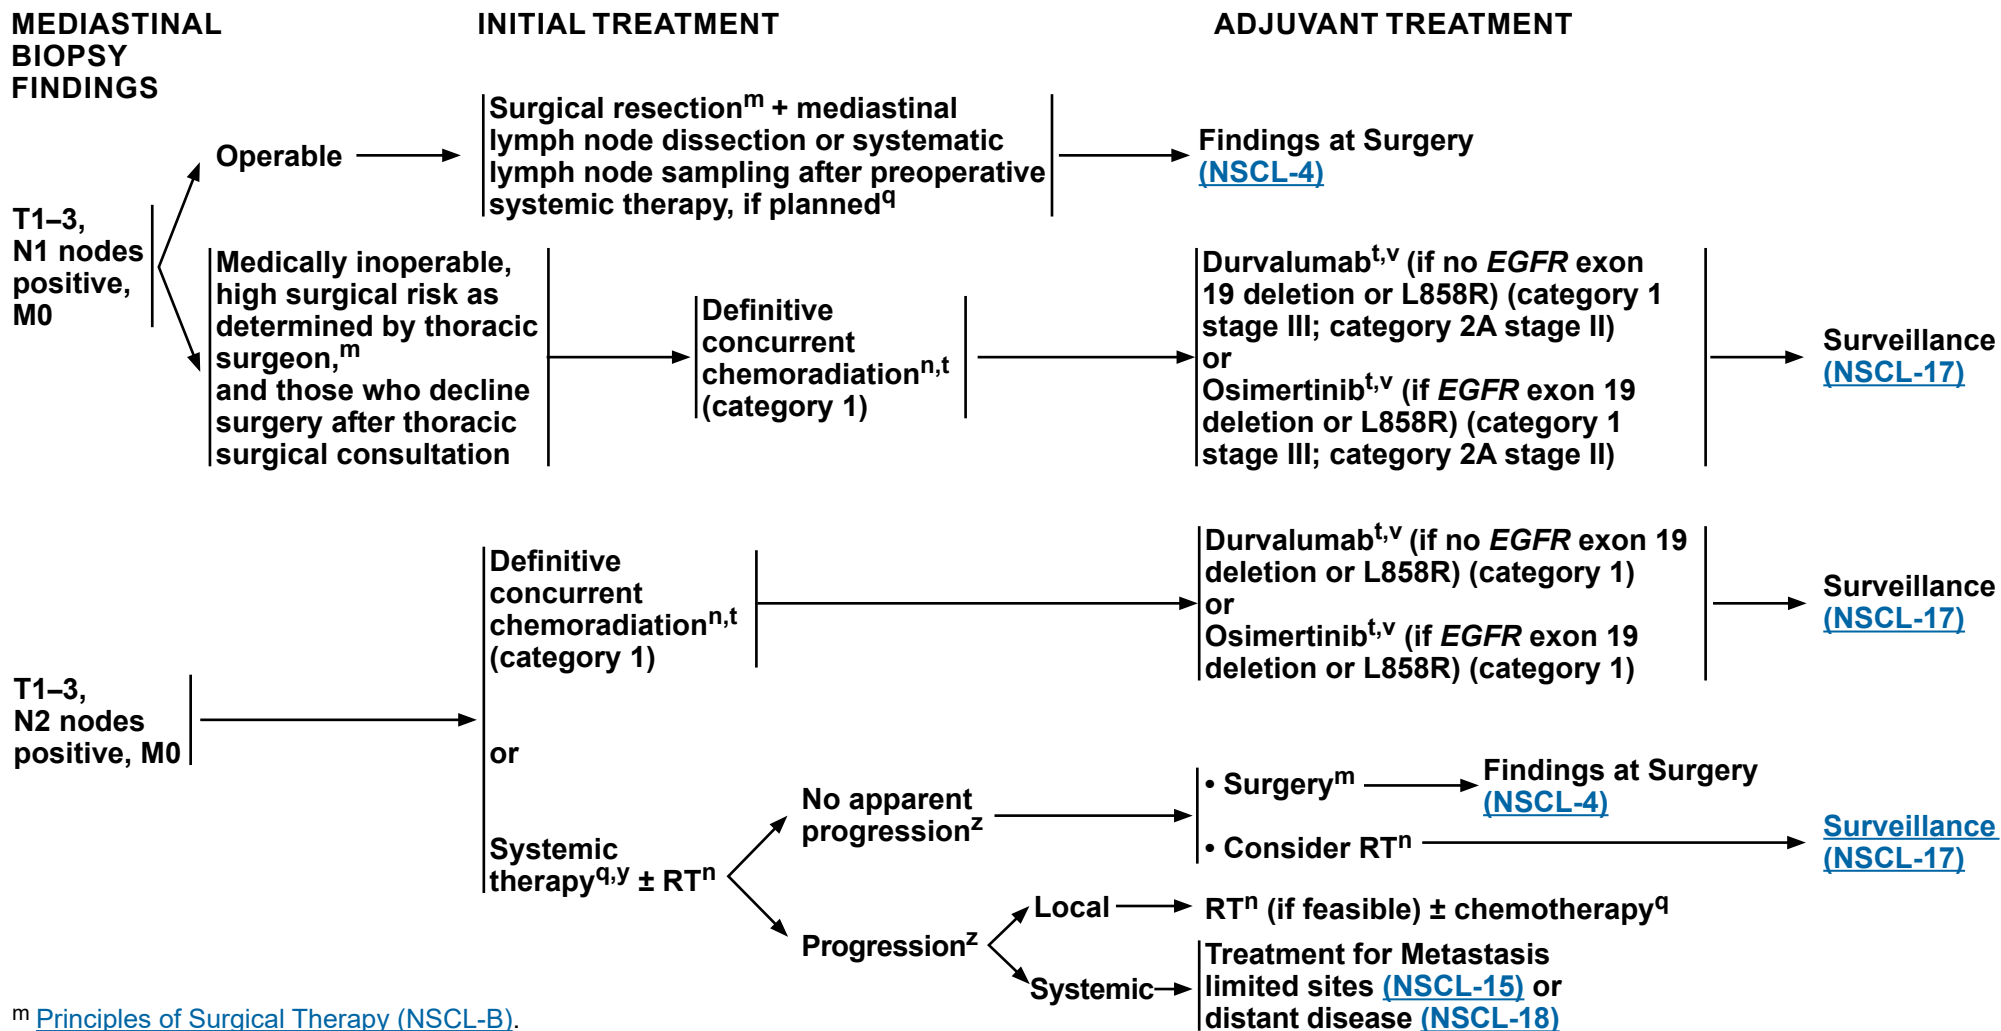 MEDIASTINAL
BIOPSY
FINDINGS
INITIAL TREATMENT
ADJUVANT TREATMENT
T1–3,
N1 nodes
positive,
M0
Operable
Surgical resectionm + mediastinal
lymph node dissection or systematic
lymph node sampling after preoperative
systemic therapy, if plannedq
Findings at Surgery
(NSCL-4)
Medically inoperable,
high surgical risk as
determined by thoracic
surgeon,m
and those who decline
surgery after thoracic
surgical consultation
Definitive
concurrent
chemoradiationn,t
(category 1)
Durvalumabt,v (if no EGFR exon
19 deletion or L858R) (category 1
stage III; category 2A stage II)
or
Osimertinibt,v (if EGFR exon 19
deletion or L858R) (category 1
stage III; category 2A stage II)
Surveillance
(NSCL-17)
T1–3,
N2 nodes
positive, M0
Definitive
concurrent
chemoradiationn,t
(category 1)
Durvalumabt,v (if no EGFR exon 19
deletion or L858R) (category 1)
or
Osimertinibt,v (if EGFR exon 19
deletion or L858R) (category 1)
Surveillance
(NSCL-17)
or
Systemic
therapyq,y ± RTn
No apparent
progressionz
• Surgerym
Findings at Surgery
(NSCL-4)
• Consider RTn
Surveillance
(NSCL-17)
Progressionz
Local
RTn (if feasible) ± chemotherapyq
Systemic
Treatment for Metastasis
limited sites (NSCL-15) or
distant disease (NSCL-18)
m Principles of Surgical Therapy (NSCL-B).